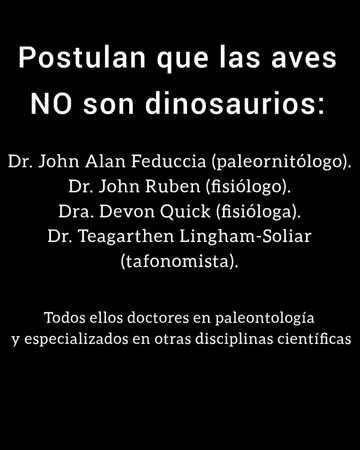 Postulan que las aves
NO son dinosaurios:
Dr. John Alan Feduccia (paleornitólogo).
Dr. John Ruben (fisiólogo).
Dra. Devon Quick (fisióloga).
Dr. Teagarthen Lingham-Soliar
(tafonomista).
Todos ellos doctores en paleontología
y especializados en otras disciplinas científicas